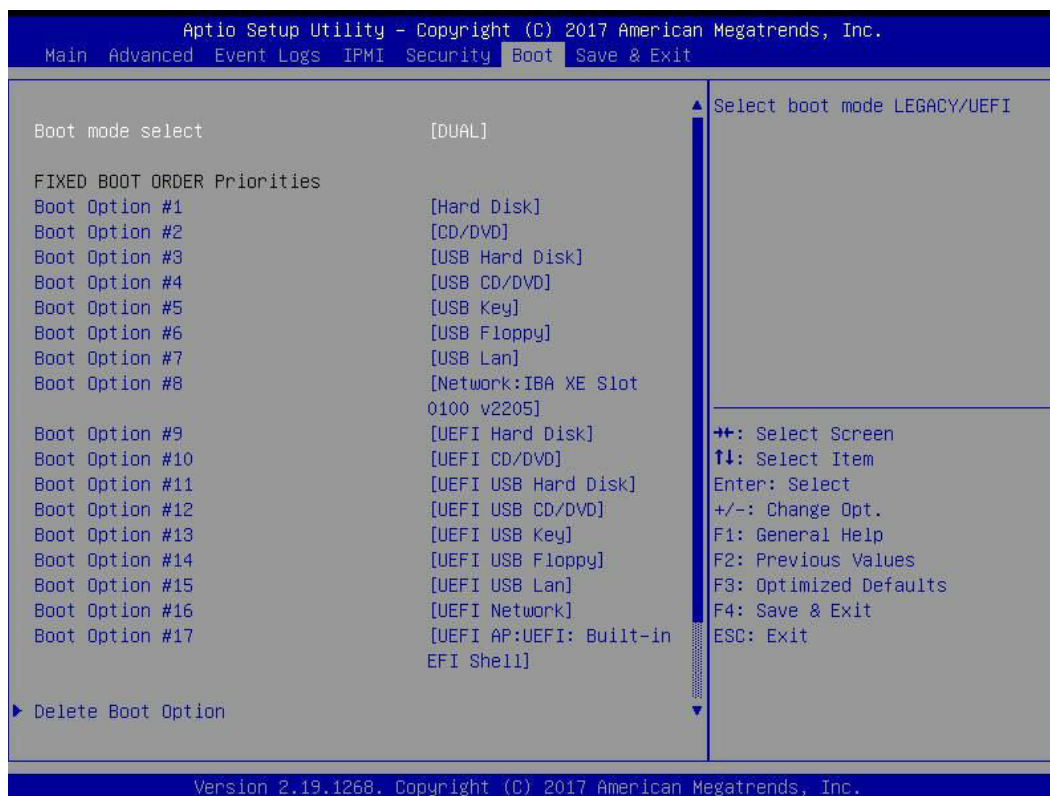 Aptio Setup Utility – Copyright (C) 2017 American Megatrends, Inc.
Main Advanced Event Logs IPMI Security Boot Save & Exit
Boot mode select [DUAL]
FIXED BOOT ORDER Priorities
Boot Option #1 [Hard Disk]
Boot Option #2 [CD/DVD]
Boot Option #3 [USB Hard Disk]
Boot Option #4 [USB CD/DVD]
Boot Option #5 [USB Key]
Boot Option #6 [USB Floppy]
Boot Option #7 [USB Lan]
Boot Option #8 [Network:IBA XE Slot
0100 v2205]
Boot Option #9 [UEFI Hard Disk]
Boot Option #10 [UEFI CD/DVD]
Boot Option #11 [UEFI USB Hard Disk]
Boot Option #12 [UEFI USB CD/DVD]
Boot Option #13 [UEFI USB Key]
Boot Option #14 [UEFI USB Floppy]
Boot Option #15 [UEFI USB Lan]
Boot Option #16 [UEFI Network]
Boot Option #17 [UEFI AP:UEFI: Built-in
EFI Shell]
Delete Boot Option
Select boot mode LEGACY/UEFI
→←: Select Screen
↑↓: Select Item
Enter: Select
+/-: Change Opt.
F1: General Help
F2: Previous Values
F3: Optimized Defaults
F4: Save & Exit
ESC: Exit
Version 2.19.1268. Copyright (C) 2017 American Megatrends, Inc.